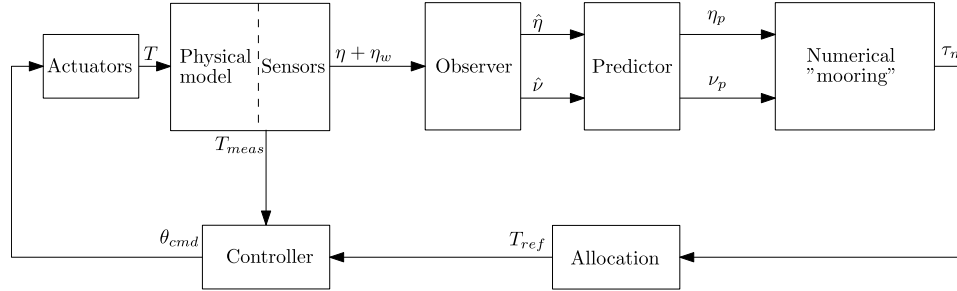 Actuators
T
Physical
model
Sensors
η + η_w
Observer
η̂
ν̂
Predictor
η_p
ν_p
Numerical
"mooring"
T_meas
θ_cmd
Controller
T_ref
Allocation